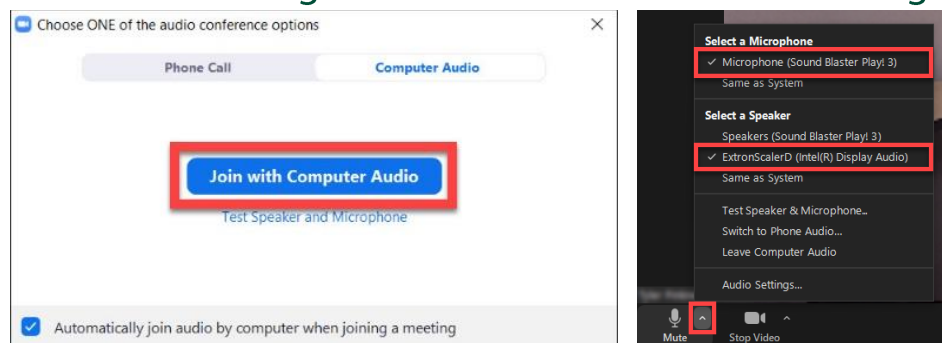 Choose ONE of the audio conference options
Phone Call
Computer Audio
Join with Computer Audio
Test Speaker and Microphone
Automatically join audio by computer when joining a meeting
Select a Microphone
Microphone (Sound Blaster Play! 3)
Same as System
Select a Speaker
Speakers (Sound Blaster Play! 3)
ExtronScalerD (Intel(R) Display Audio)
Same as System
Test Speaker & Microphone...
Switch to Phone Audio...
Leave Computer Audio
Audio Settings...
Mute
Stop Video